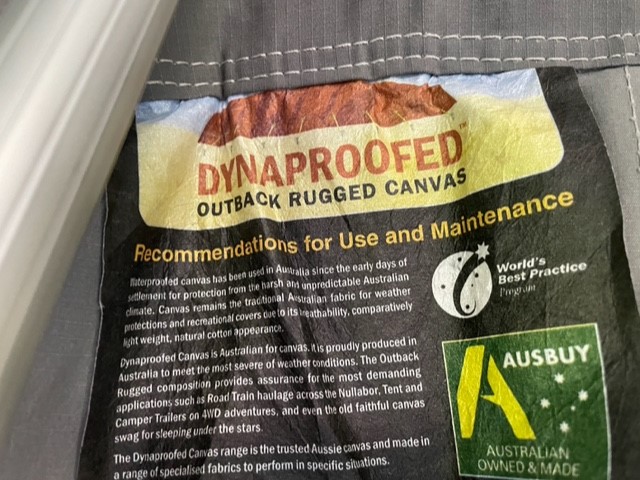 DYNAPROOFED™
OUTBACK RUGGED CANVAS
Recommendations for Use and Maintenance
Waterproofed canvas has been used in Australia since the early days of
settlement for protection from the harsh and unpredictable Australian
climate. Canvas remains the traditional Australian fabric for weather
protections and recreational covers due to its breathability, comparatively
light weight, natural cotton appearance.
Dynaproofed Canvas is Australian for canvas. It is proudly produced in
Australia to meet the most severe of weather conditions. The Outback
Rugged composition provides assurance for the most demanding
applications such as Road Train haulage across the Nullabor, Tent and
Camper Trailers on 4WD adventures, and even the old faithful canvas
swag for sleeping under the stars.
The Dynaproofed Canvas range is the trusted Aussie canvas and made in
a range of specialised fabrics to perform in specific situations.
World's
Best Practice
Program
AUSBUY
AUSTRALIAN
OWNED & MADE